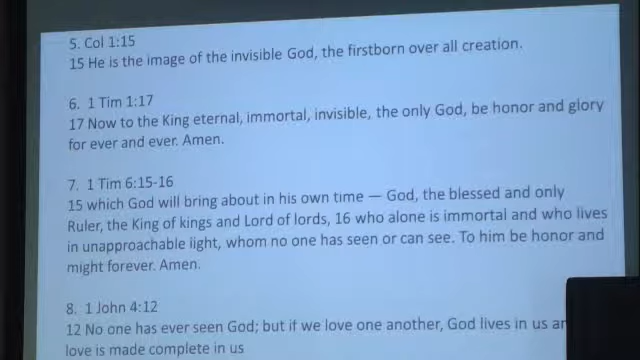 5. Col 1:15
15 He is the image of the invisible God, the firstborn over all creation.
6. 1 Tim 1:17
17 Now to the King eternal, immortal, invisible, the only God, be honor and glory
for ever and ever. Amen.
7. 1 Tim 6:15-16
15 which God will bring about in his own time — God, the blessed and only
Ruler, the King of kings and Lord of lords, 16 who alone is immortal and who lives
in unapproachable light, whom no one has seen or can see. To him be honor and
might forever. Amen.
8. 1 John 4:12
12 No one has ever seen God; but if we love one another, God lives in us
love is made complete in us